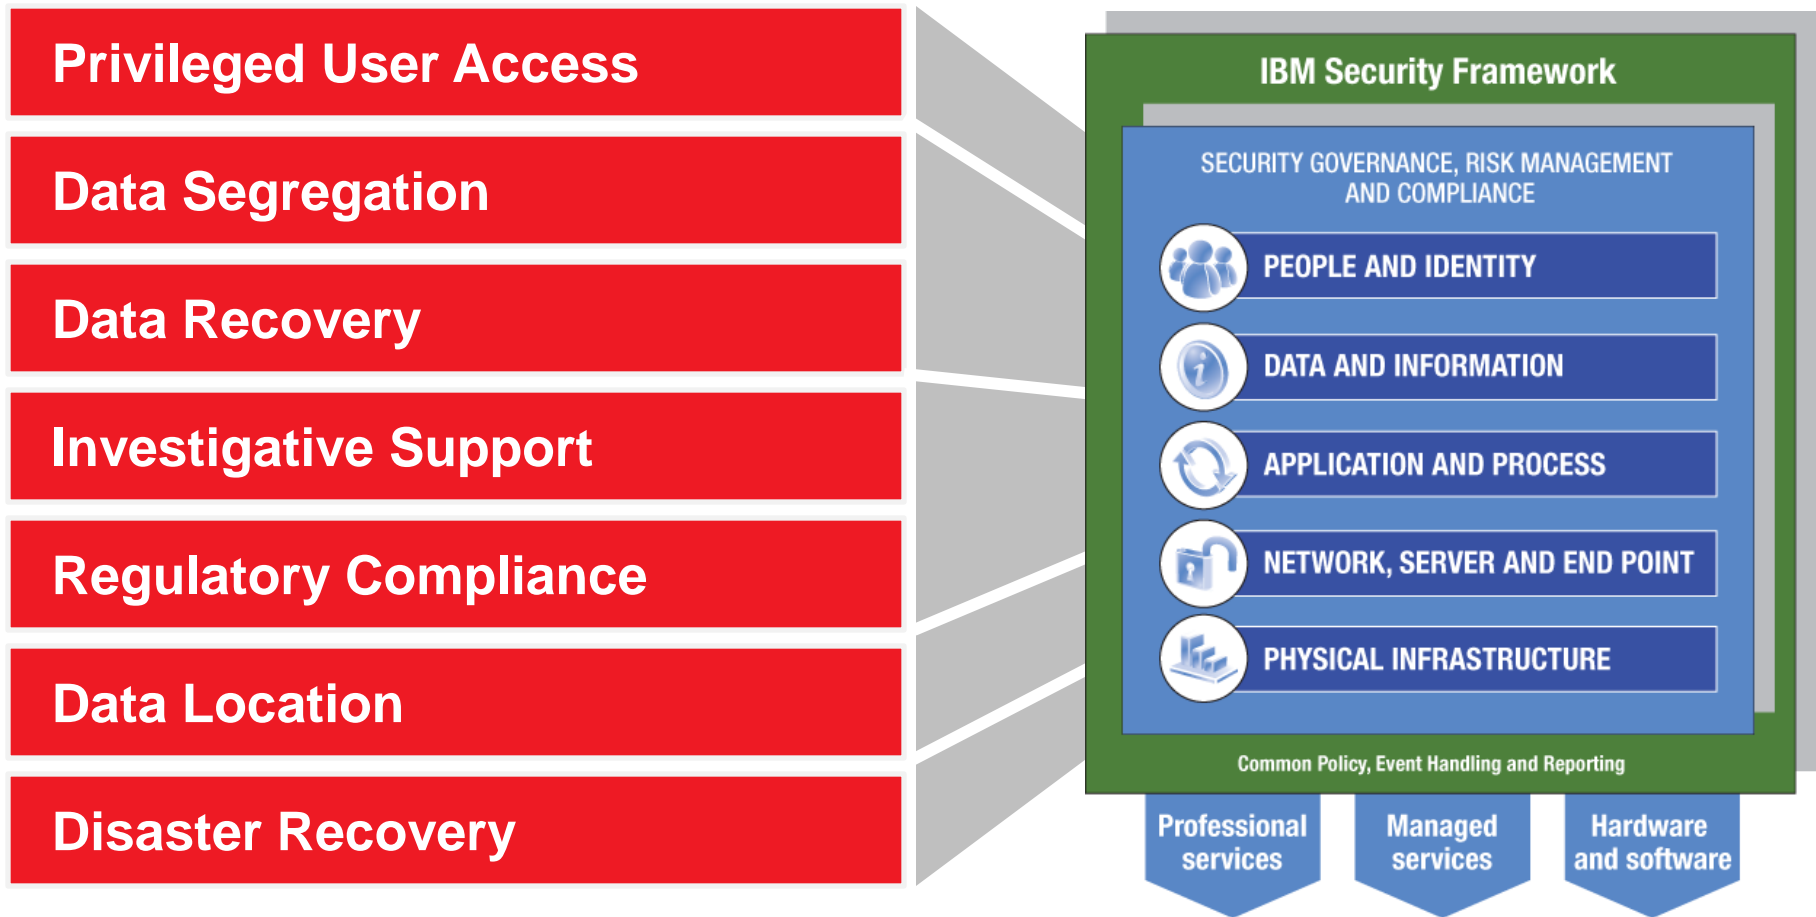 Privileged User Access
Data Segregation
Data Recovery
Investigative Support
Regulatory Compliance
Data Location
Disaster Recovery
IBM Security Framework
SECURITY GOVERNANCE, RISK MANAGEMENT
AND COMPLIANCE
PEOPLE AND IDENTITY
DATA AND INFORMATION
APPLICATION AND PROCESS
NETWORK, SERVER AND END POINT
PHYSICAL INFRASTRUCTURE
Common Policy, Event Handling and Reporting
Professional
services
Managed
services
Hardware
and software